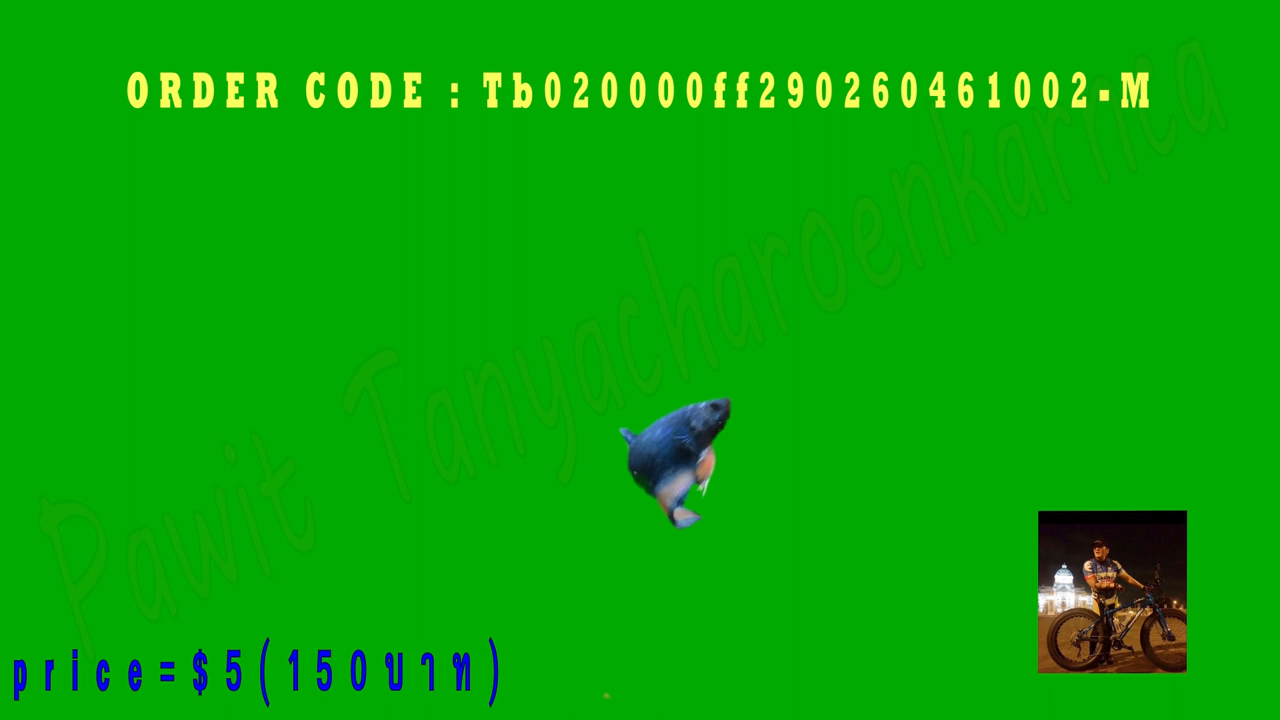 ORDER CODE : Tb020000ff290260461002-M
Pawit Tanyacharoenkarnca
price=$5(150บาท)